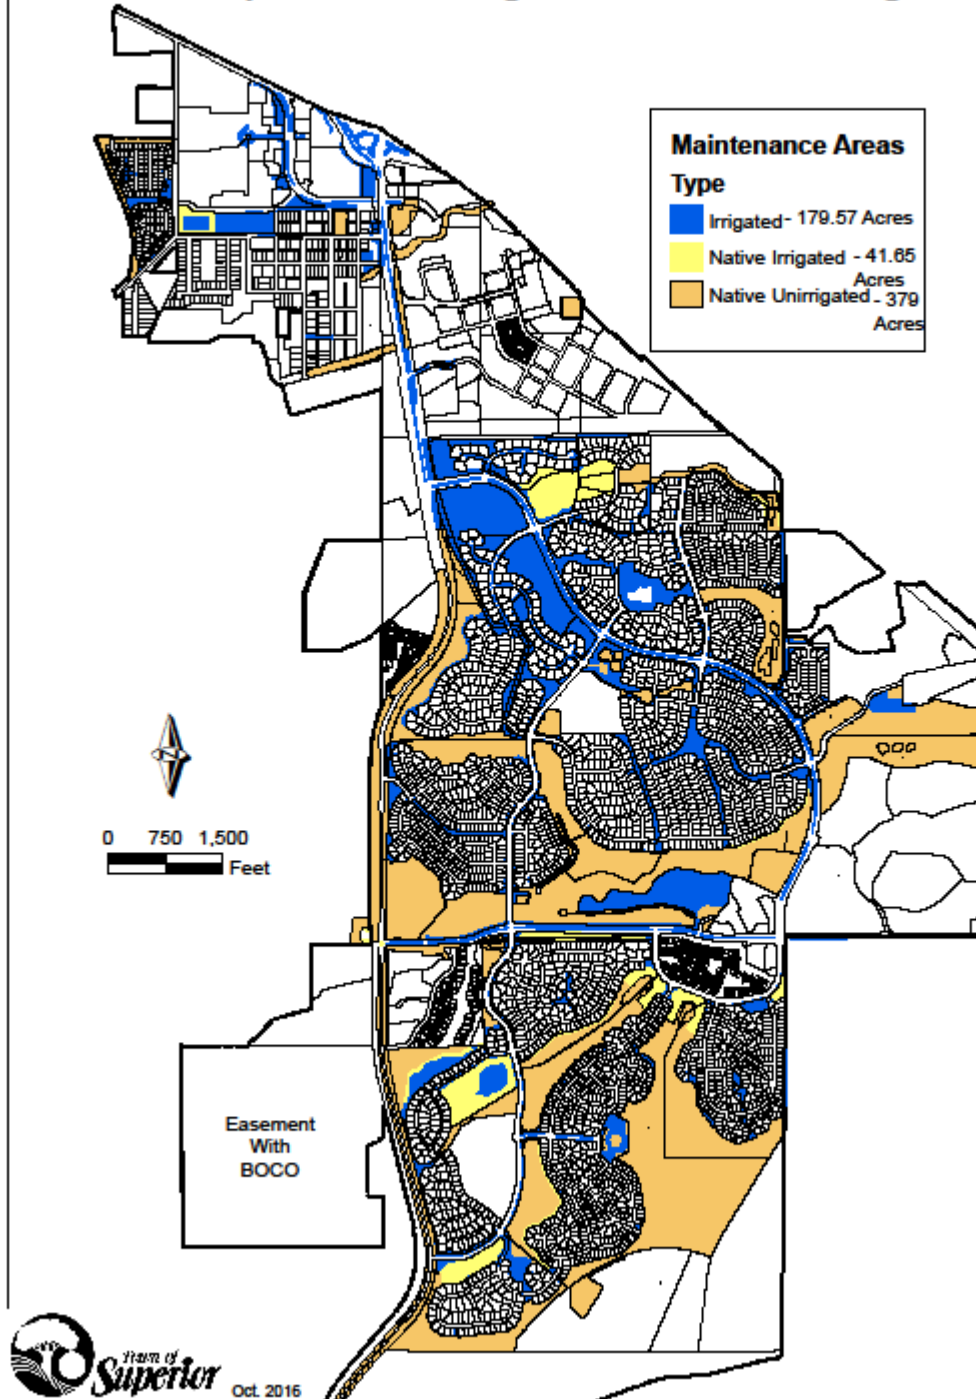 Maintenance Areas
Type
Irrigated - 179.57 Acres
Native Irrigated - 41.65
Acres
Native Unirrigated - 379
Acres
0 750 1,500
Feet
Easement
With
BOCO
Town of
Superior
Oct. 2016